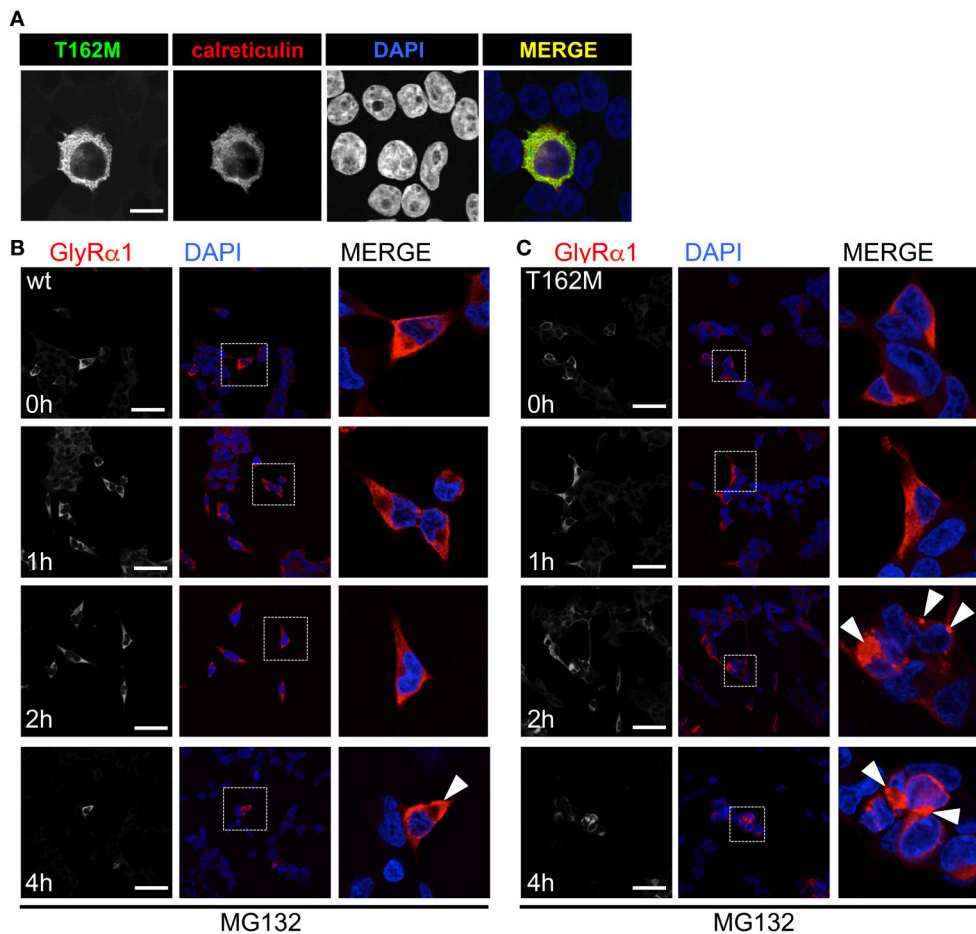 A
T162M calreticulin DAPI MERGE
B GlyRα1 DAPI MERGE
wt
0h
1h
2h
4h
MG132
C GlyRα1 DAPI MERGE
T162M
0h
1h
2h
4h
MG132